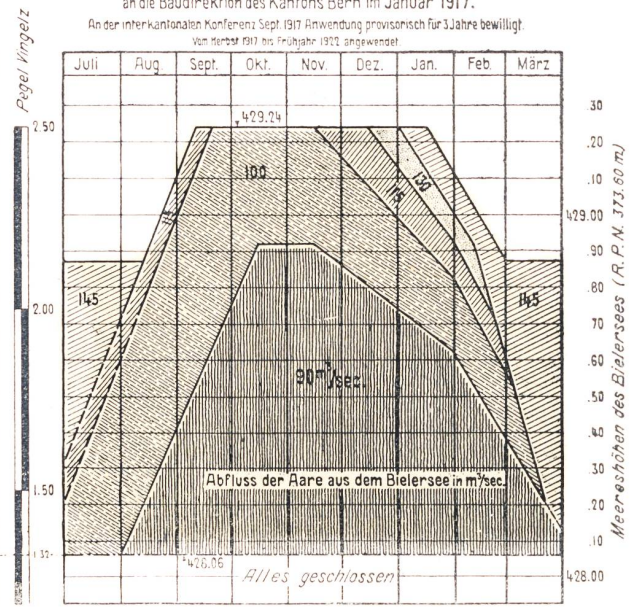 an die Baudirektion des Kantons Bern im Januar 1917.
An der interkantonalen Konferenz Sept. 1917 Anwendung provisorisch für 3 Jahre bewilligt.
Vom Herbst 1917 bis Frühjahr 1922 angewendet.
Pegel Vingelz
Juli Aug. Sept. Okt. Nov. Dez. Jan. Feb. März
429.24
2.50
2.00
1.50
1.32
100
115
115
130
145
145
90 m³/sec.
Abfluss der Aare aus dem Bielersee in m³/sec.
426.06
Alles geschlossen
.30
.20
.10
429.00
.90
.80
.70
.60
.50
.40
.30
.20
.10
428.00
Meereshöhen des Bielersees (R.P.N. 373.60 m)